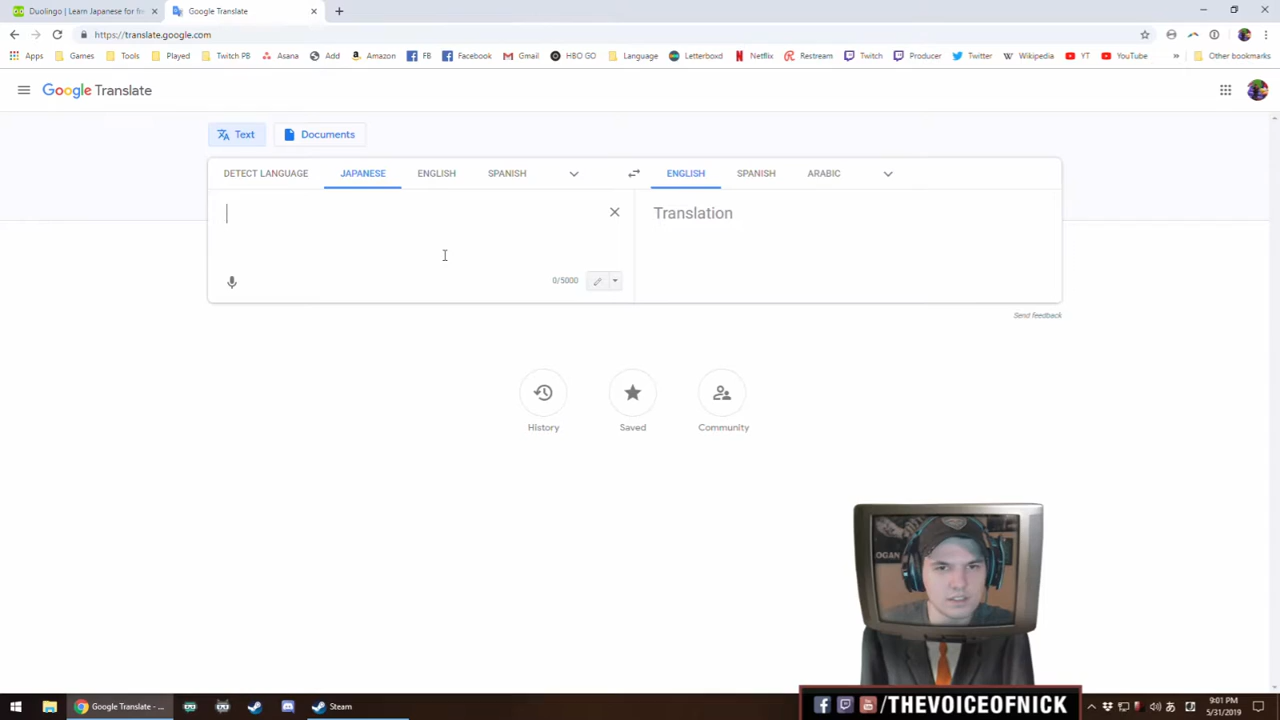 Duolingo | Learn Japanese for fr
Google Translate
https://translate.google.com
Apps
Games
Tools
Played
Twitch PB
Asana
Add
Amazon
FB
Facebook
Gmail
HBO GO
Language
Letterboxd
Netflix
Restream
Twitch
Producer
Twitter
Wikipedia
YT
YouTube
»
Other bookmarks
Google Translate
Text
Documents
DETECT LANGUAGE
JAPANESE
ENGLISH
SPANISH
ENGLISH
SPANISH
ARABIC
Translation
0/5000
Send feedback
History
Saved
Community
OGAN
/THEVOICEOFNICK
Google Translate - ...
Steam
あ
9:01 PM
5/31/2019